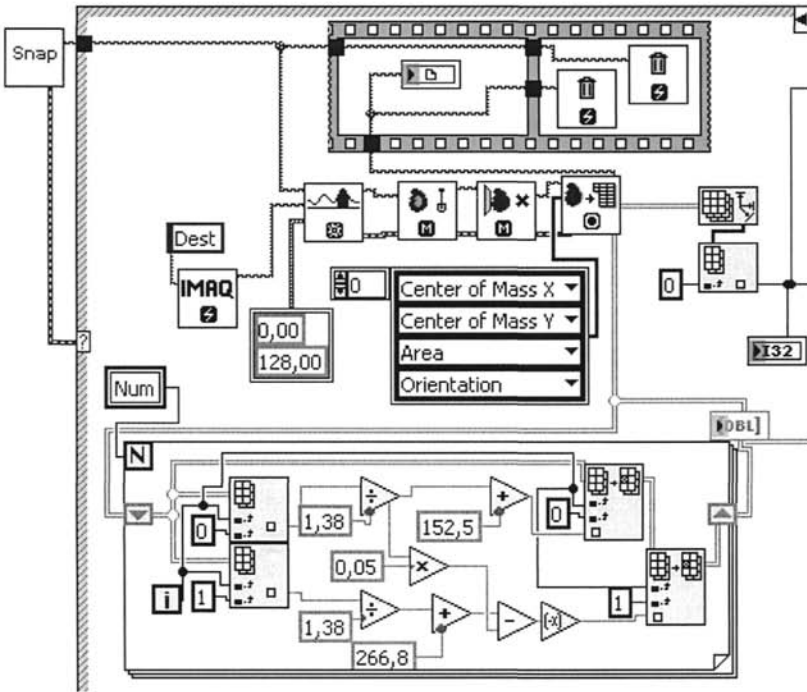 Snap
Dest
IMAQ
M
M
0
Center of Mass X
Center of Mass Y
Area
Orientation
0,00
128,00
0
I32
Num
DBL]
N
0
1,38
152,5
0
0,05
i
1
1
1,38
266,8
÷
+
×
÷
+
−
(-X)
?